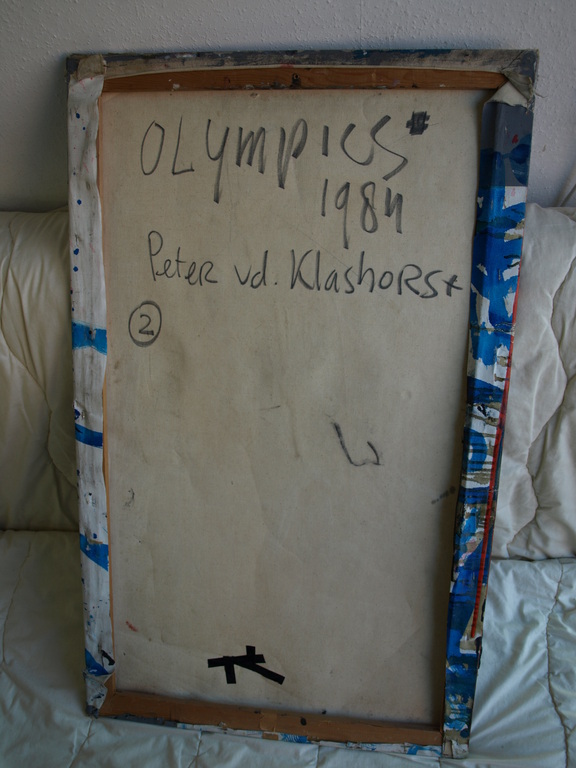 OLYMPICS
1984
Peter vd. Klashorst
2